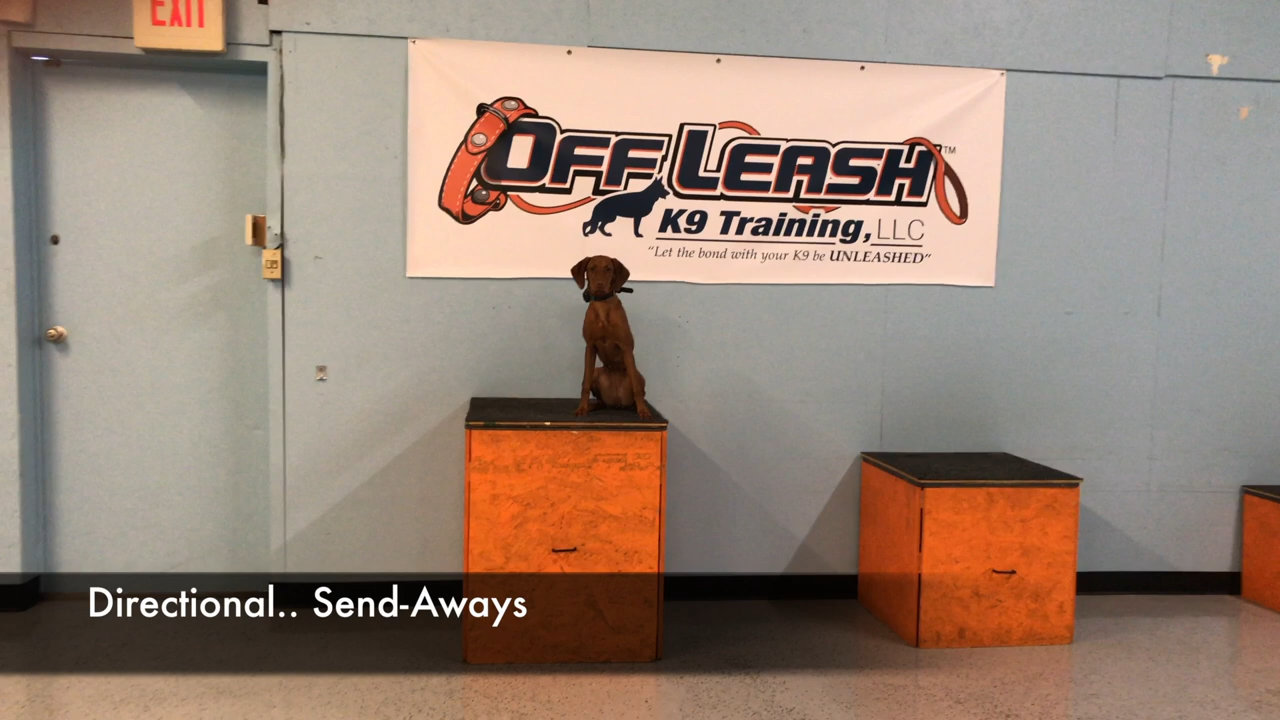 EXIT
OFF LEASH TM
K9 Training, LLC
"Let the bond with your K9 be UNLEASHED"
Directional.. Send-Aways